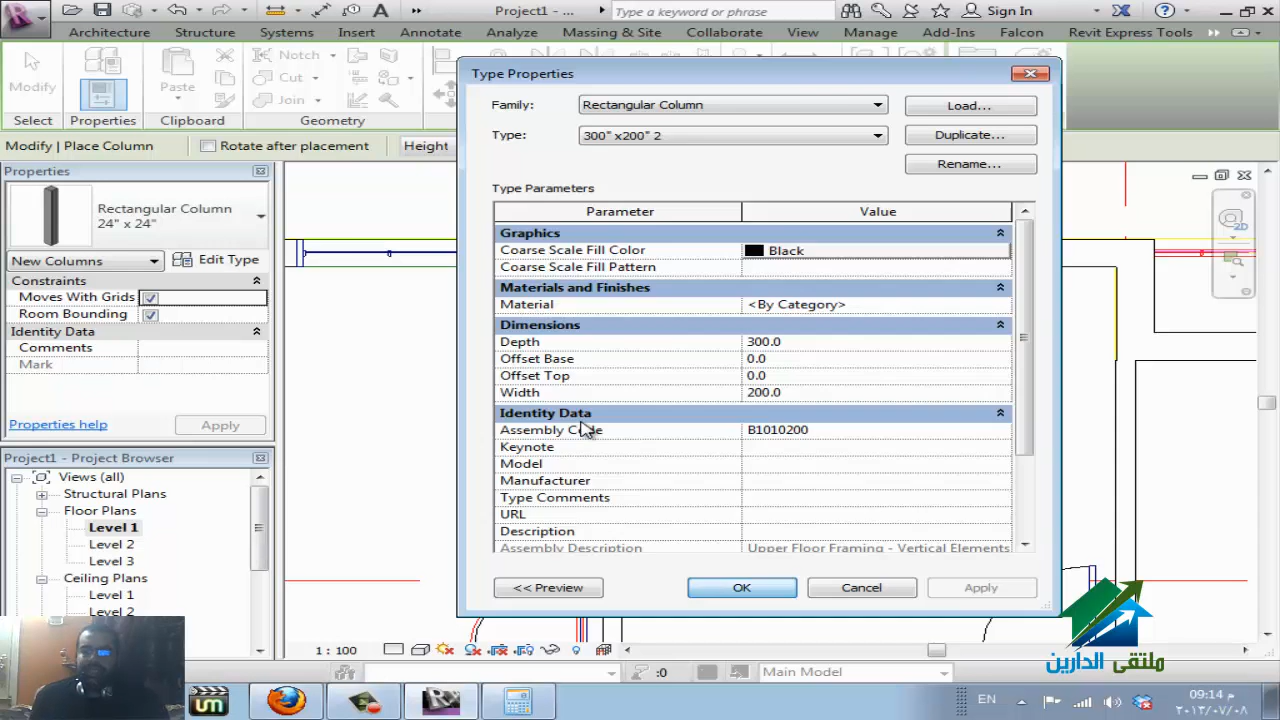 Project1 - ...
Type a keyword or phrase
Sign In
Architecture
Structure
Systems
Insert
Annotate
Analyze
Massing & Site
Collaborate
View
Manage
Add-Ins
Falcon
Revit Express Tools
Modify
Paste
Notch
Cut
Join
Select
Properties
Clipboard
Geometry
Modify | Place Column
Rotate after placement
Height
Properties
Rectangular Column
24" x 24"
New Columns
Edit Type
Constraints
Moves With Grids
Room Bounding
Identity Data
Comments
Mark
Properties help
Apply
Project1 - Project Browser
Views (all)
Structural Plans
Floor Plans
Level 1
Level 2
Level 3
Ceiling Plans
Level 1
Level 2
Type Properties
Family:
Rectangular Column
Load...
Type:
300" x200" 2
Duplicate...
Rename...
Type Parameters
Parameter
Value
Graphics
Coarse Scale Fill Color
Black
Coarse Scale Fill Pattern
Materials and Finishes
Material
<By Category>
Dimensions
Depth
300.0
Offset Base
0.0
Offset Top
0.0
Width
200.0
Identity Data
Assembly Code
B1010200
Keynote
Model
Manufacturer
Type Comments
URL
Description
Assembly Description
Upper Floor Framing - Vertical Elements
<< Preview
OK
Cancel
Apply
2D
1 : 100
:0
Main Model
ملتقى الدارين
um
EN
09:14 م
٢٠١٣/٠٧/٠٨